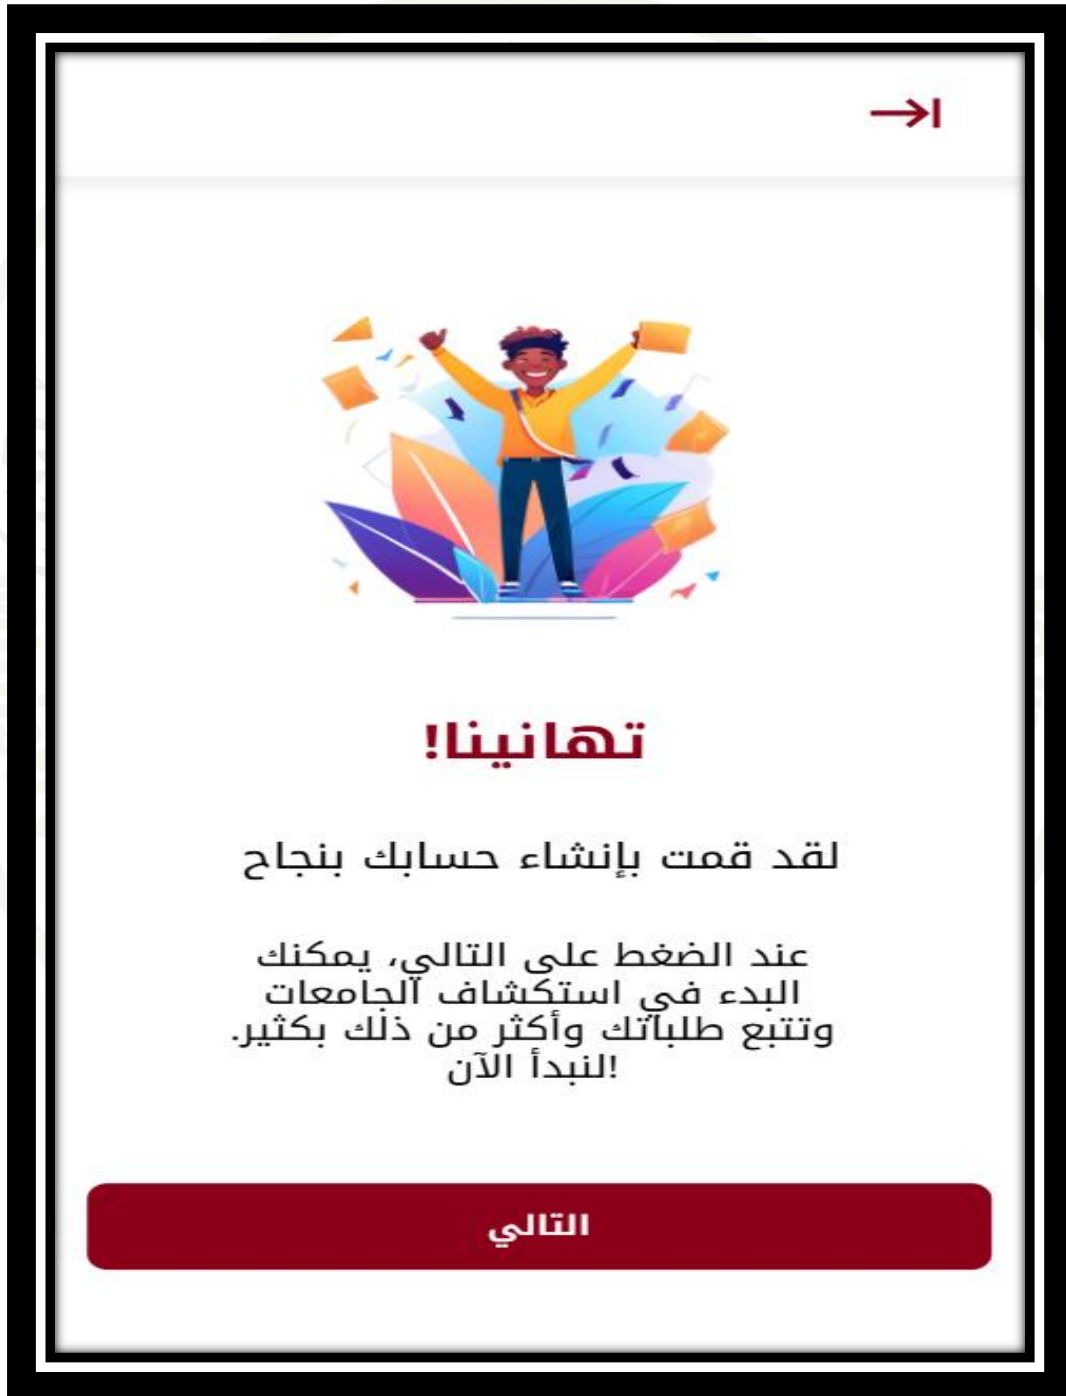 تهانينا!
لقد قمت بإنشاء حسابك بنجاح
عند الضغط على التالي، يمكنك
البدء في استكشاف الجامعات
وتتبع طلباتك وأكثر من ذلك بكثير.
!لنبدأ الآن
التالي